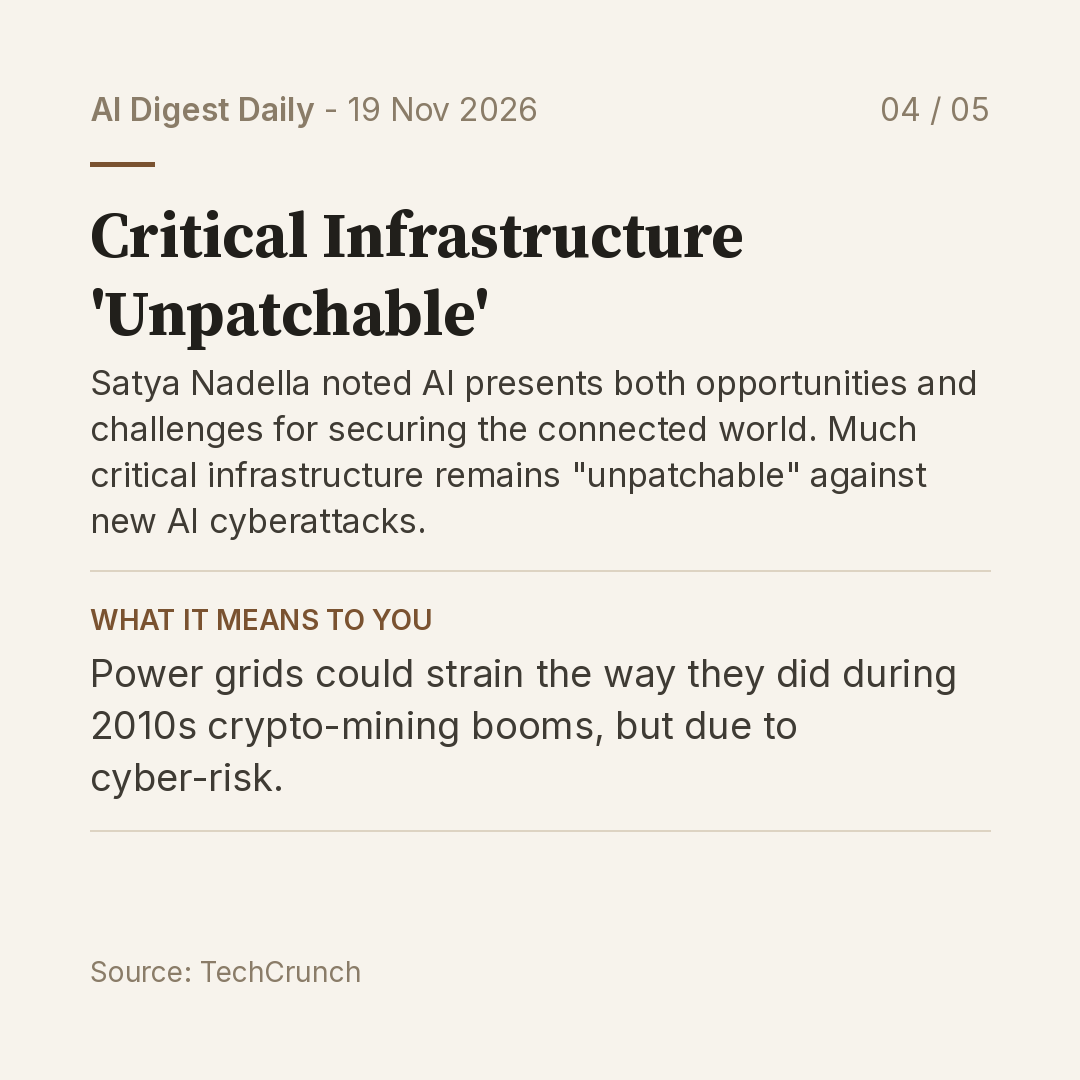 AI Digest Daily - 19 Nov 2026
04 / 05
Critical Infrastructure
'Unpatchable'
Satya Nadella noted AI presents both opportunities and
challenges for securing the connected world. Much
critical infrastructure remains "unpatchable" against
new AI cyberattacks.
WHAT IT MEANS TO YOU
Power grids could strain the way they did during
2010s crypto-mining booms, but due to
cyber-risk.
Source: TechCrunch